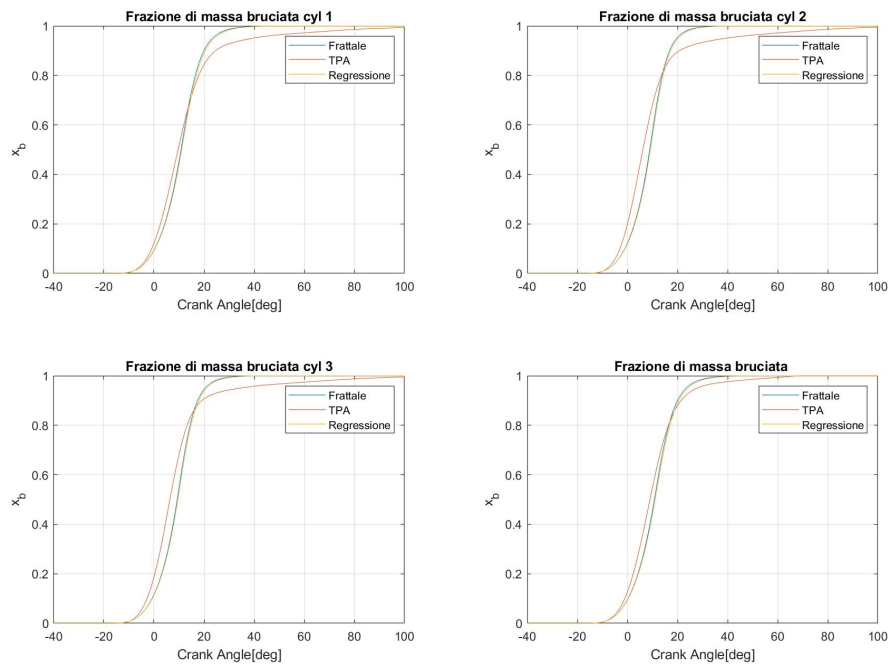 Frazione di massa bruciata cyl 1
1
0.8
0.6
0.4
0.2
0
x_b
-40 -20 0 20 40 60 80 100
Crank Angle[deg]
Frattale
TPA
Regressione
Frazione di massa bruciata cyl 2
1
0.8
0.6
0.4
0.2
0
x_b
-40 -20 0 20 40 60 80 100
Crank Angle[deg]
Frattale
TPA
Regressione
Frazione di massa bruciata cyl 3
1
0.8
0.6
0.4
0.2
0
x_b
-40 -20 0 20 40 60 80 100
Crank Angle[deg]
Frattale
TPA
Regressione
Frazione di massa bruciata
1
0.8
0.6
0.4
0.2
0
x_b
-40 -20 0 20 40 60 80 100
Crank Angle[deg]
Frattale
TPA
Regressione